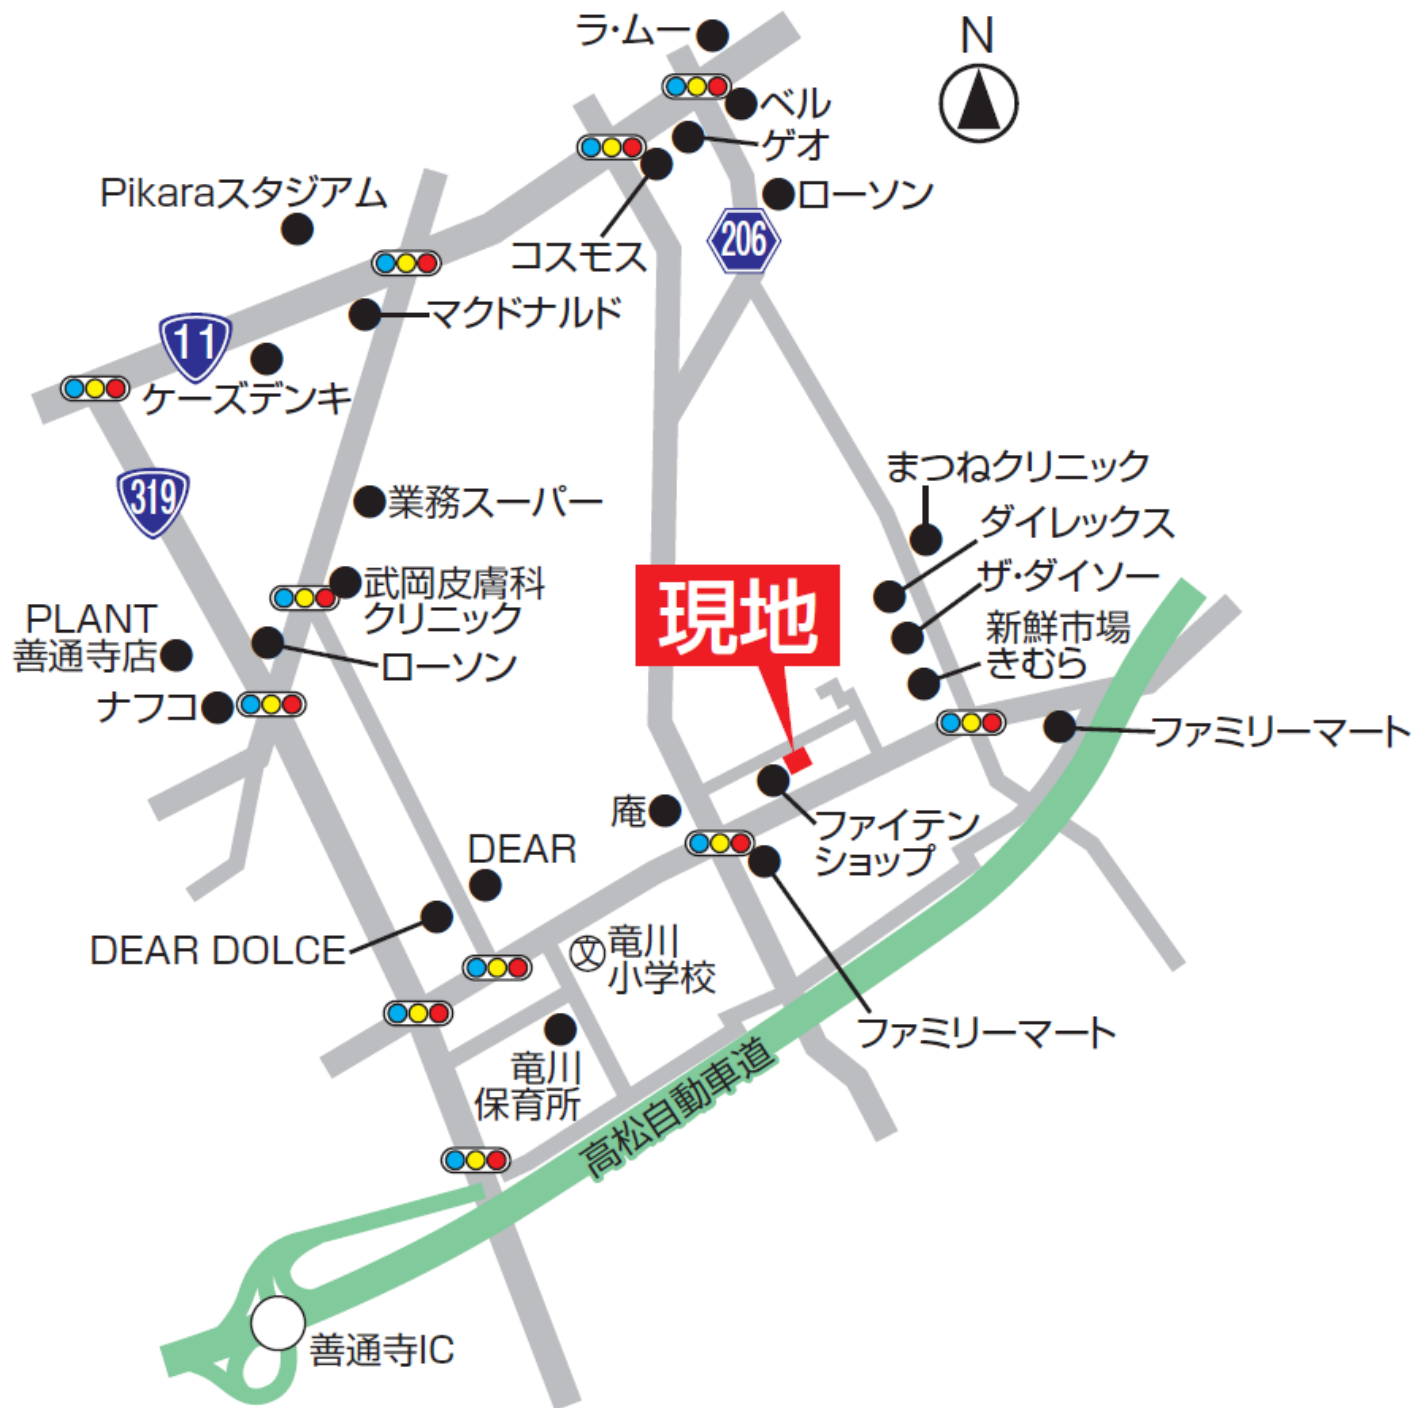 ラ・ムー
N
ベル
ゲオ
Pikaraスタジアム
ローソン
206
コスモス
マクドナルド
11
ケーズデンキ
まつねクリニック
319
業務スーパー
ダイレックス
ザ・ダイソー
武岡皮膚科
クリニック
現地
PLANT
善通寺店
新鮮市場
きむら
ローソン
ナフコ
ファミリーマート
庵
ファイテン
ショップ
DEAR
DEAR DOLCE
文
竜川
小学校
ファミリーマート
竜川
保育所
高松自動車道
善通寺IC